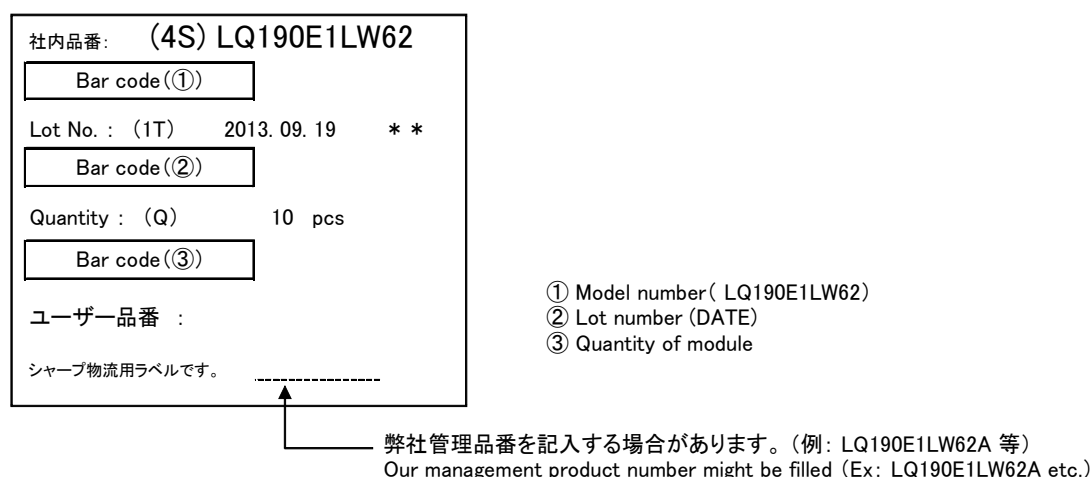 社内品番: (4S) LQ190E1LW62
Bar code(①)
Lot No. : (1T) 2013. 09. 19 * *
Bar code(②)
Quantity : (Q) 10 pcs
Bar code(③)
ユーザー品番 :
シャープ物流用ラベルです。
① Model number( LQ190E1LW62)
② Lot number (DATE)
③ Quantity of module
弊社管理品番を記入する場合があります。(例: LQ190E1LW62A 等)
Our management product number might be filled (Ex: LQ190E1LW62A etc.)